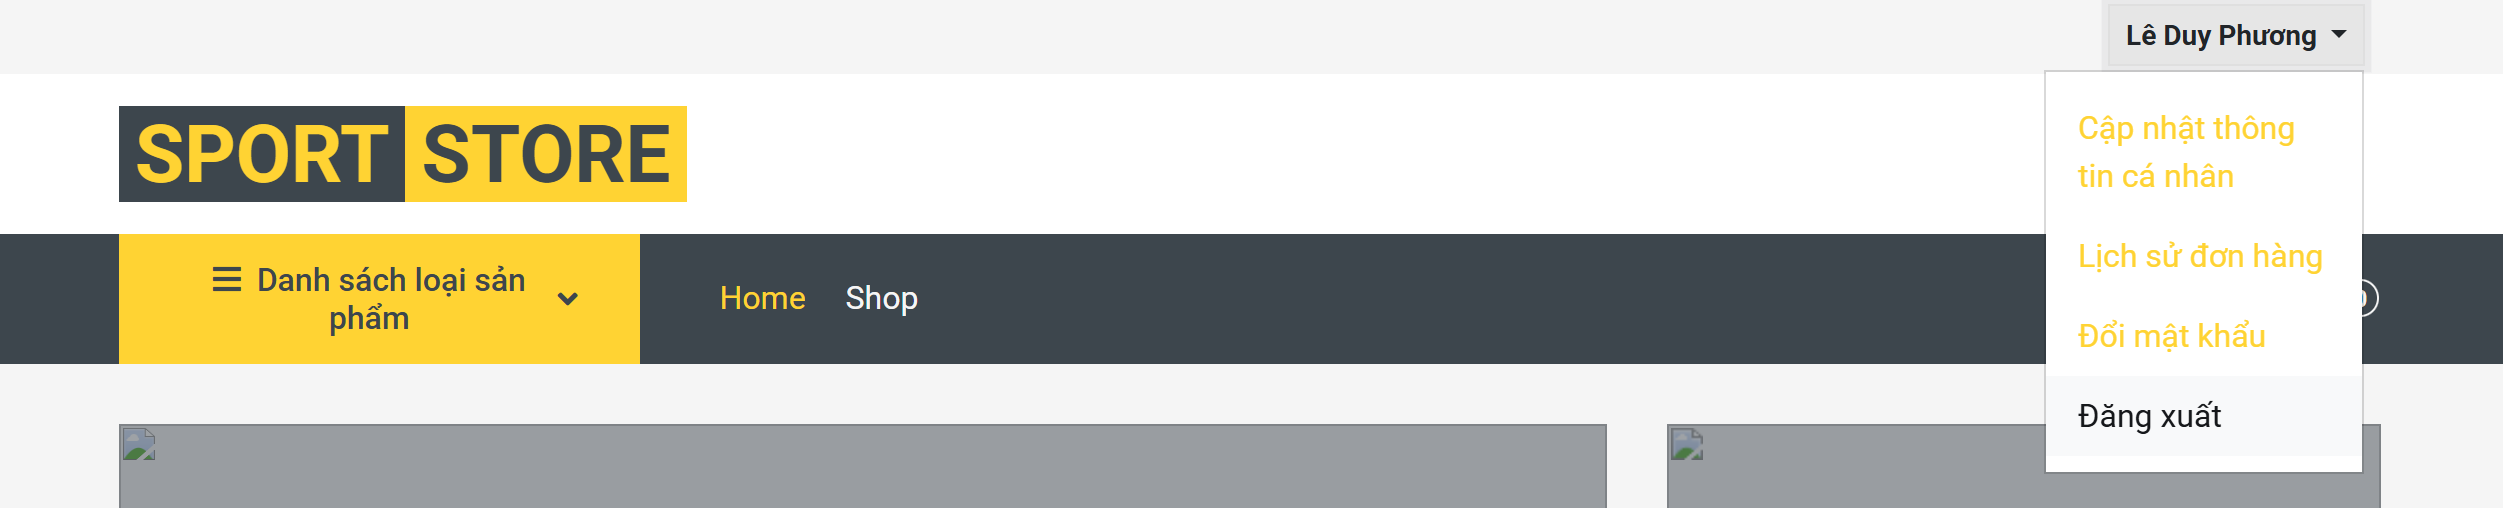 Lê Duy Phương
SPORT STORE
Cập nhật thông
tin cá nhân
Lịch sử đơn hàng
Danh sách loại sản
phẩm
Home
Shop
Đổi mật khẩu
Đăng xuất